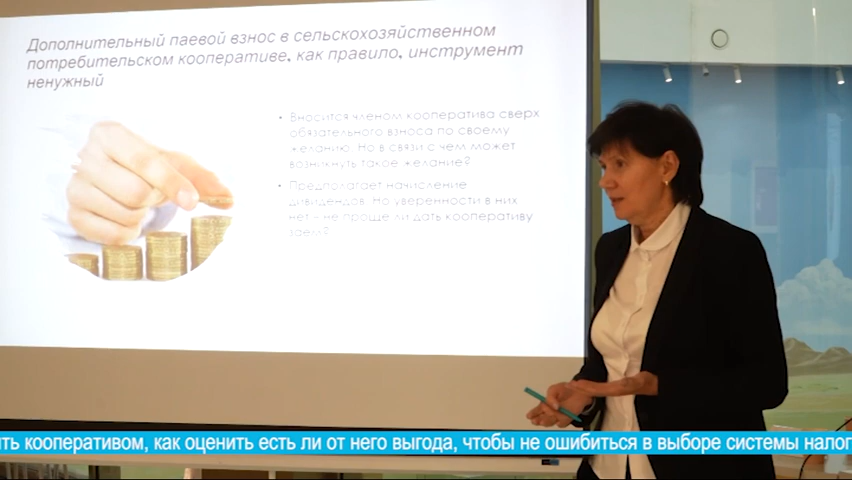 Дополнительный паевой взнос в сельскохозяйственном
потребительском кооперативе, как правило, инструмент
ненужный
• Вносится членом кооператива сверх
обязательного взноса по своему
желанию. Но в связи с чем может
возникнуть такое желание?
• Предполагает начисление
дивидендов. Но уверенности в них
нет – не проще ли дать кооперативу
заем?
ть кооперативом, как оценить есть ли от него выгода, чтобы не ошибиться в выборе системы налог